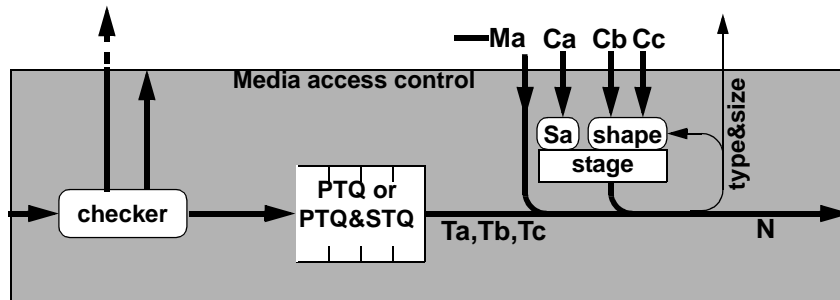 Ma Ca Cb Cc
Media access control
type&size
Sa shape
stage
PTQ or
PTQ&STQ
checker
Ta,Tb,Tc
N